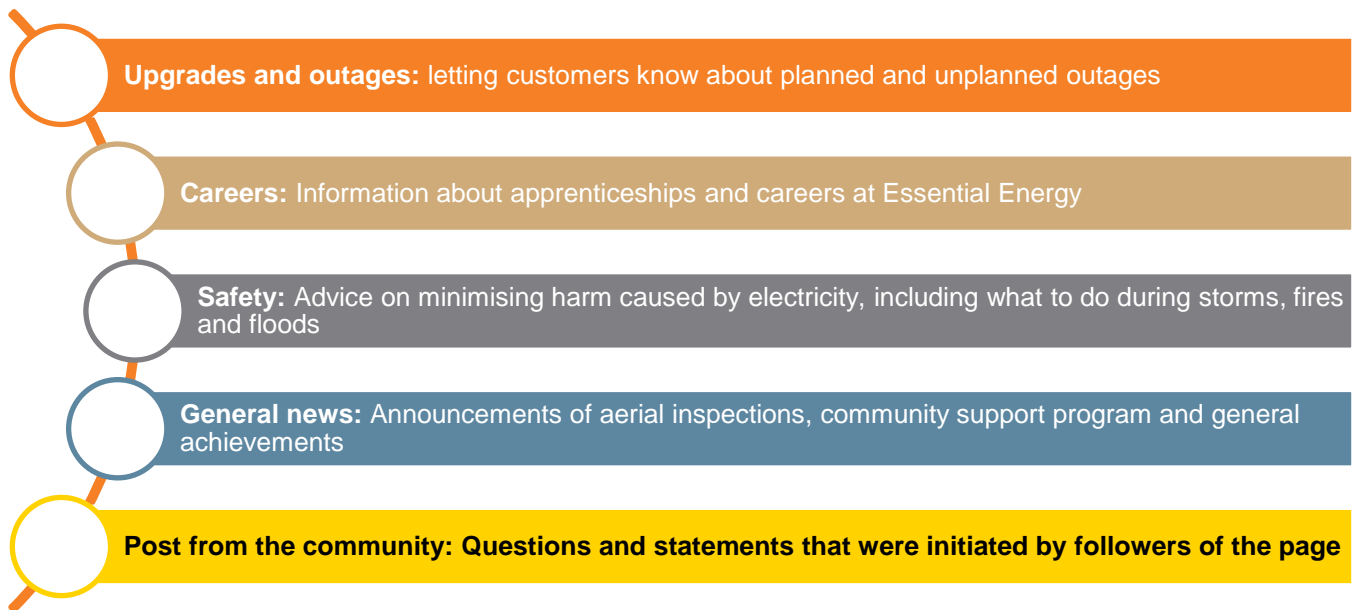 Upgrades and outages: letting customers know about planned and unplanned outages
Careers: Information about apprenticeships and careers at Essential Energy
Safety: Advice on minimising harm caused by electricity, including what to do during storms, fires
and floods
General news: Announcements of aerial inspections, community support program and general
achievements
Post from the community: Questions and statements that were initiated by followers of the page